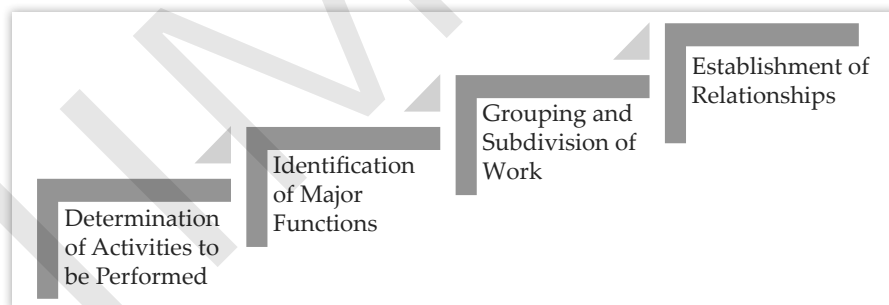 Determination
of Activities to
be Performed
Identification
of Major
Functions
Grouping and
Subdivision of
Work
Establishment of
Relationships